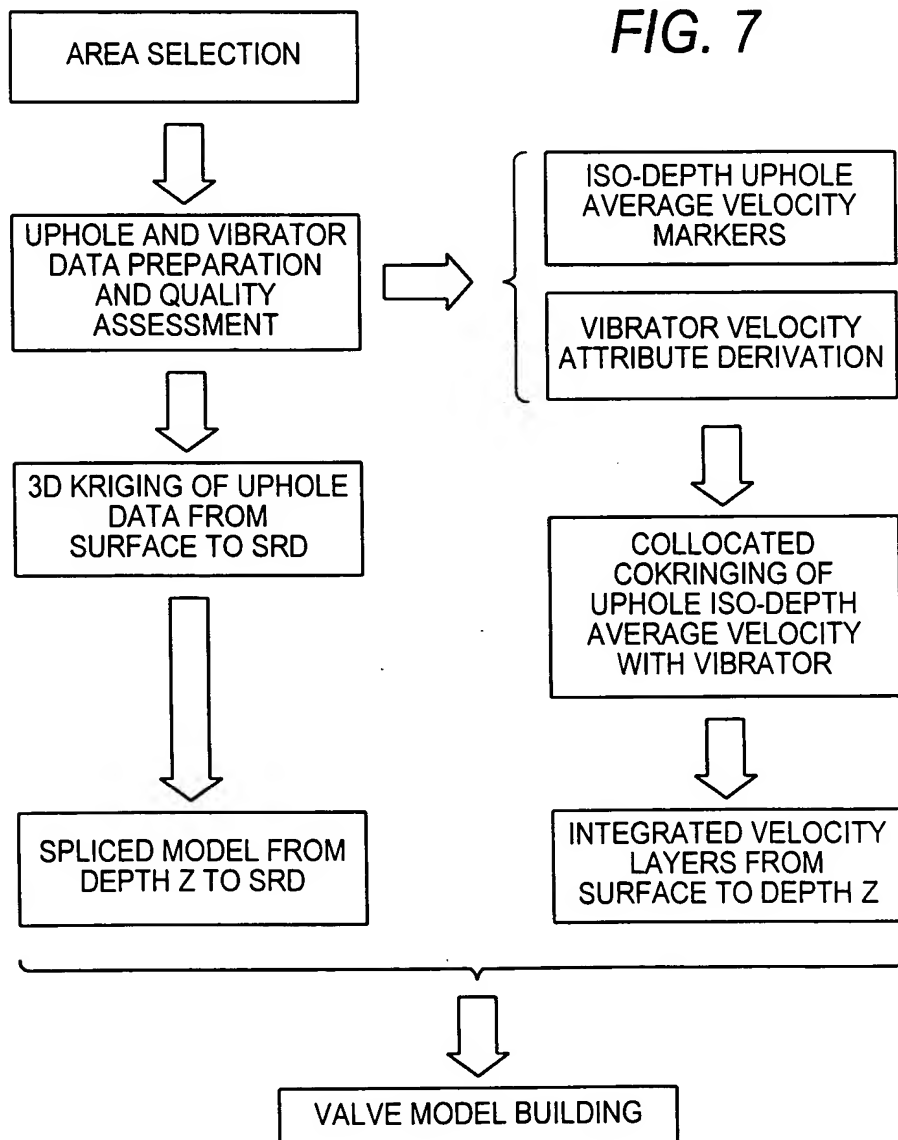 FIG. 7
AREA SELECTION
UPHOLE AND VIBRATOR
DATA PREPARATION
AND QUALITY
ASSESSMENT
ISO-DEPTH UPHOLE
AVERAGE VELOCITY
MARKERS
VIBRATOR VELOCITY
ATTRIBUTE DERIVATION
3D KRIGING OF UPHOLE
DATA FROM
SURFACE TO SRD
COLLOCATED
COKRINGING OF
UPHOLE ISO-DEPTH
AVERAGE VELOCITY
WITH VIBRATOR
SPLICED MODEL FROM
DEPTH Z TO SRD
INTEGRATED VELOCITY
LAYERS FROM
SURFACE TO DEPTH Z
VALVE MODEL BUILDING